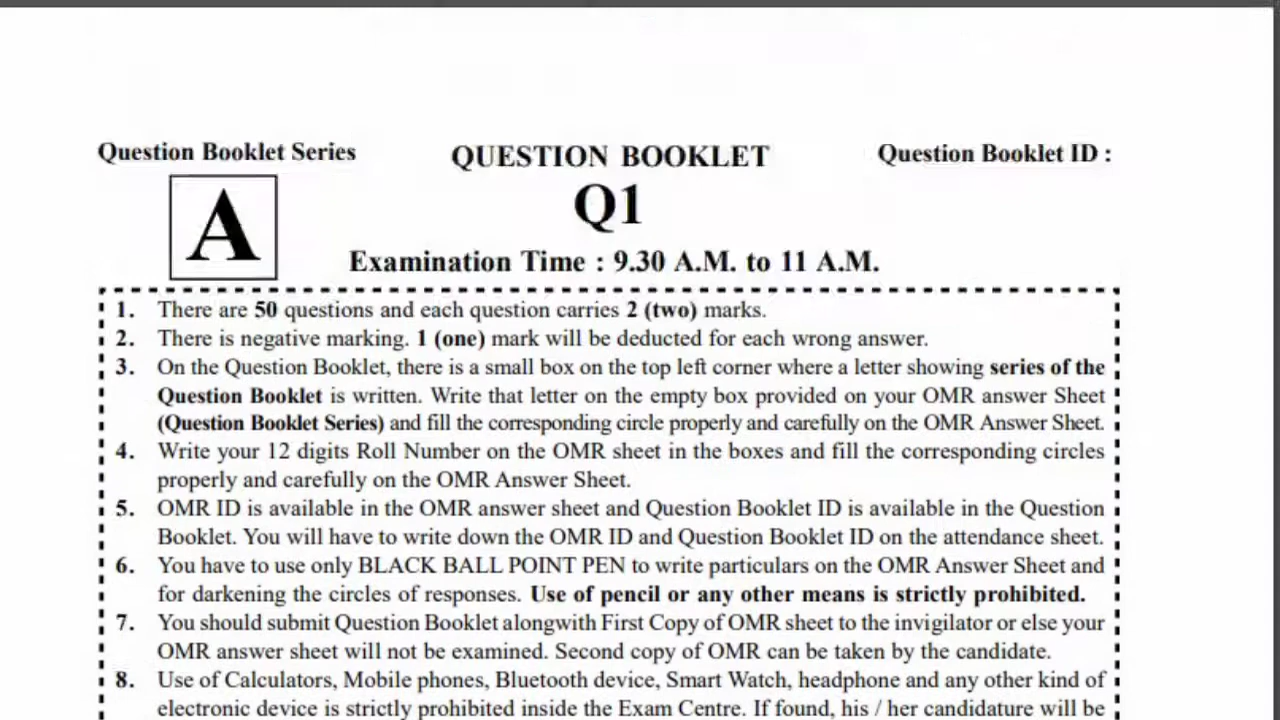 Question Booklet Series
QUESTION BOOKLET
Question Booklet ID :
A
Q1
Examination Time : 9.30 A.M. to 11 A.M.
1. There are 50 questions and each question carries 2 (two) marks.
2. There is negative marking. 1 (one) mark will be deducted for each wrong answer.
3. On the Question Booklet, there is a small box on the top left corner where a letter showing series of the
Question Booklet is written. Write that letter on the empty box provided on your OMR answer Sheet
(Question Booklet Series) and fill the corresponding circle properly and carefully on the OMR Answer Sheet.
4. Write your 12 digits Roll Number on the OMR sheet in the boxes and fill the corresponding circles
properly and carefully on the OMR Answer Sheet.
5. OMR ID is available in the OMR answer sheet and Question Booklet ID is available in the Question
Booklet. You will have to write down the OMR ID and Question Booklet ID on the attendance sheet.
6. You have to use only BLACK BALL POINT PEN to write particulars on the OMR Answer Sheet and
for darkening the circles of responses. Use of pencil or any other means is strictly prohibited.
7. You should submit Question Booklet alongwith First Copy of OMR sheet to the invigilator or else your
OMR answer sheet will not be examined. Second copy of OMR can be taken by the candidate.
8. Use of Calculators, Mobile phones, Bluetooth device, Smart Watch, headphone and any other kind of
electronic device is strictly prohibited inside the Exam Centre. If found, his / her candidature will be